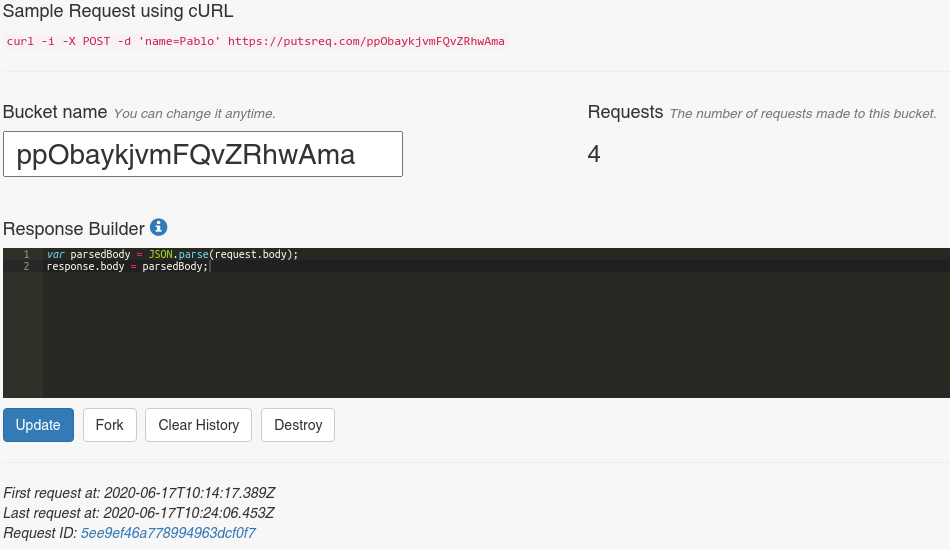 Sample Request using cURL
curl -i -X POST -d 'name=Pablo' https://putsreq.com/ppObaykjvmFQvZRhwAma
Bucket name You can change it anytime.
Requests The number of requests made to this bucket.
ppObaykjvmFQvZRhwAma
4
Response Builder
1 var parsedBody = JSON.parse(request.body);
2 response.body = parsedBody;
Update Fork Clear History Destroy
First request at: 2020-06-17T10:14:17.389Z
Last request at: 2020-06-17T10:24:06.453Z
Request ID: 5ee9ef46a778994963dcf0f7